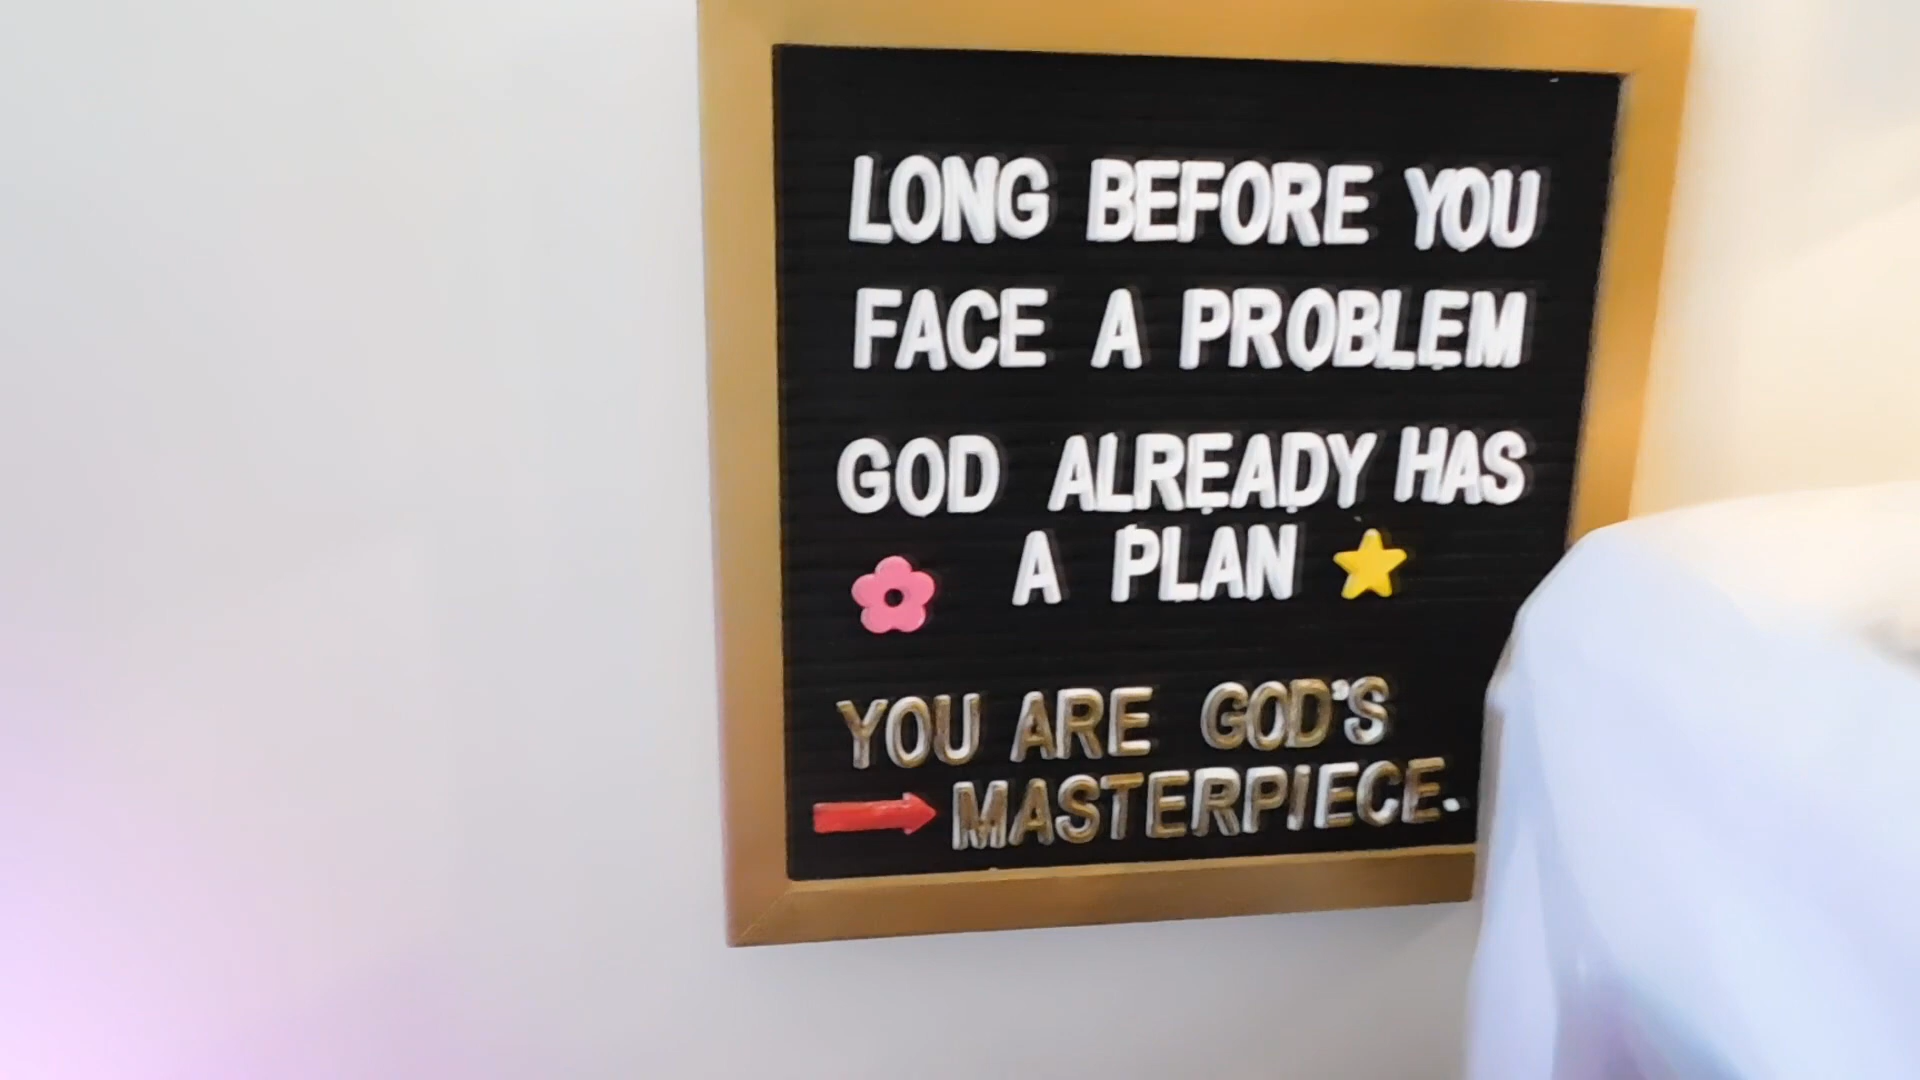 LONG BEFORE YOU
FACE A PROBLEM
GOD ALREADY HAS
A PLAN
YOU ARE GOD'S
MASTERPIECE.